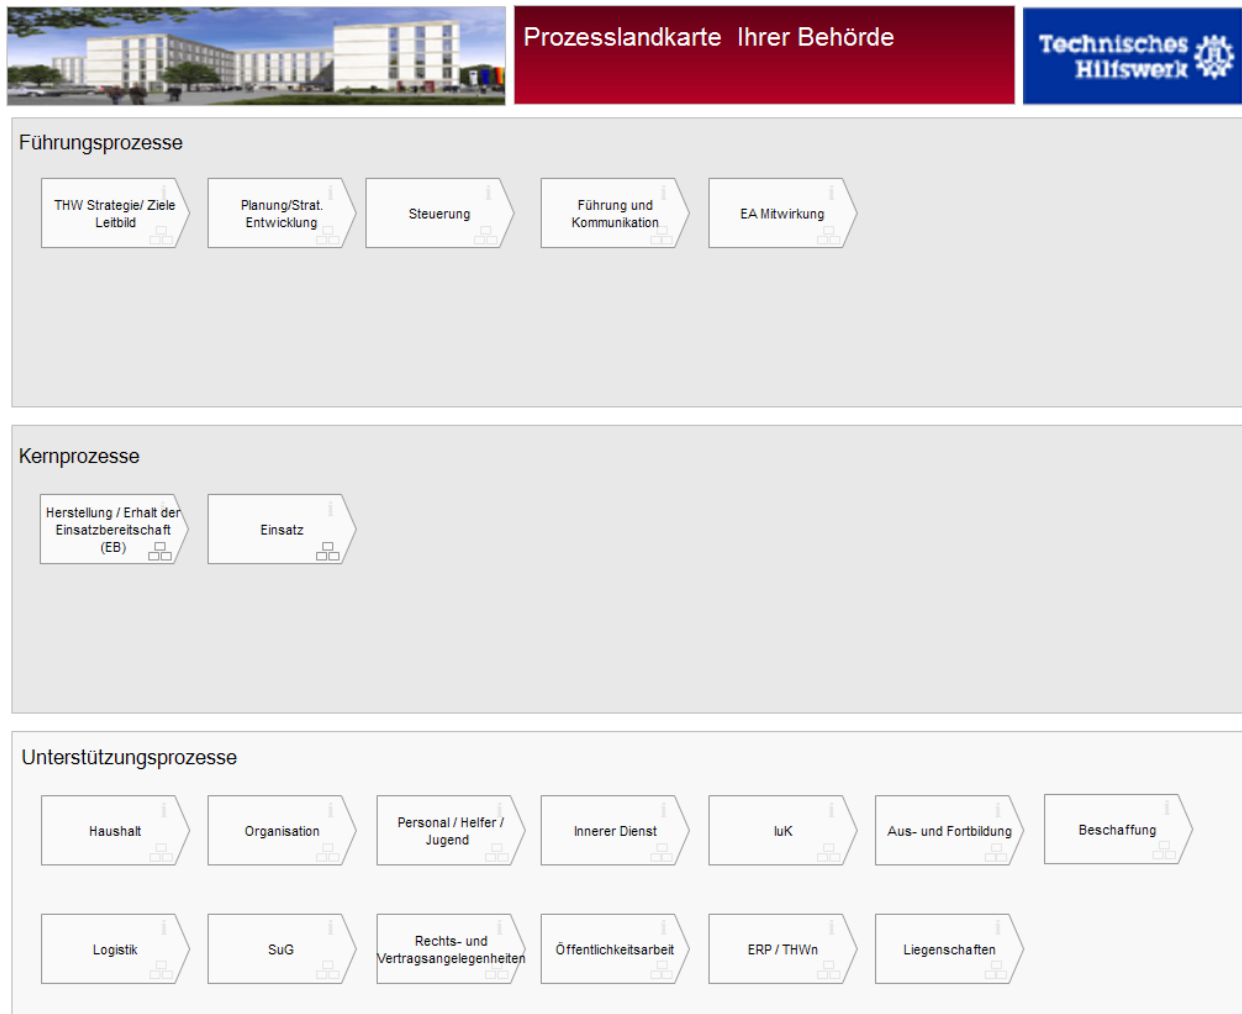 Prozesslandkarte Ihrer Behörde
Technisches
Hilfswerk
Führungsprozesse
THW Strategie/ Ziele
Leitbild
Planung/Strat.
Entwicklung
Steuerung
Führung und
Kommunikation
EA Mitwirkung
Kernprozesse
Herstellung / Erhalt der
Einsatzbereitschaft
(EB)
Einsatz
Unterstützungsprozesse
Haushalt
Organisation
Personal / Helfer /
Jugend
Innerer Dienst
IuK
Aus- und Fortbildung
Beschaffung
Logistik
SuG
Rechts- und
Vertragsangelegenheiten
Öffentlichkeitsarbeit
ERP / THWn
Liegenschaften